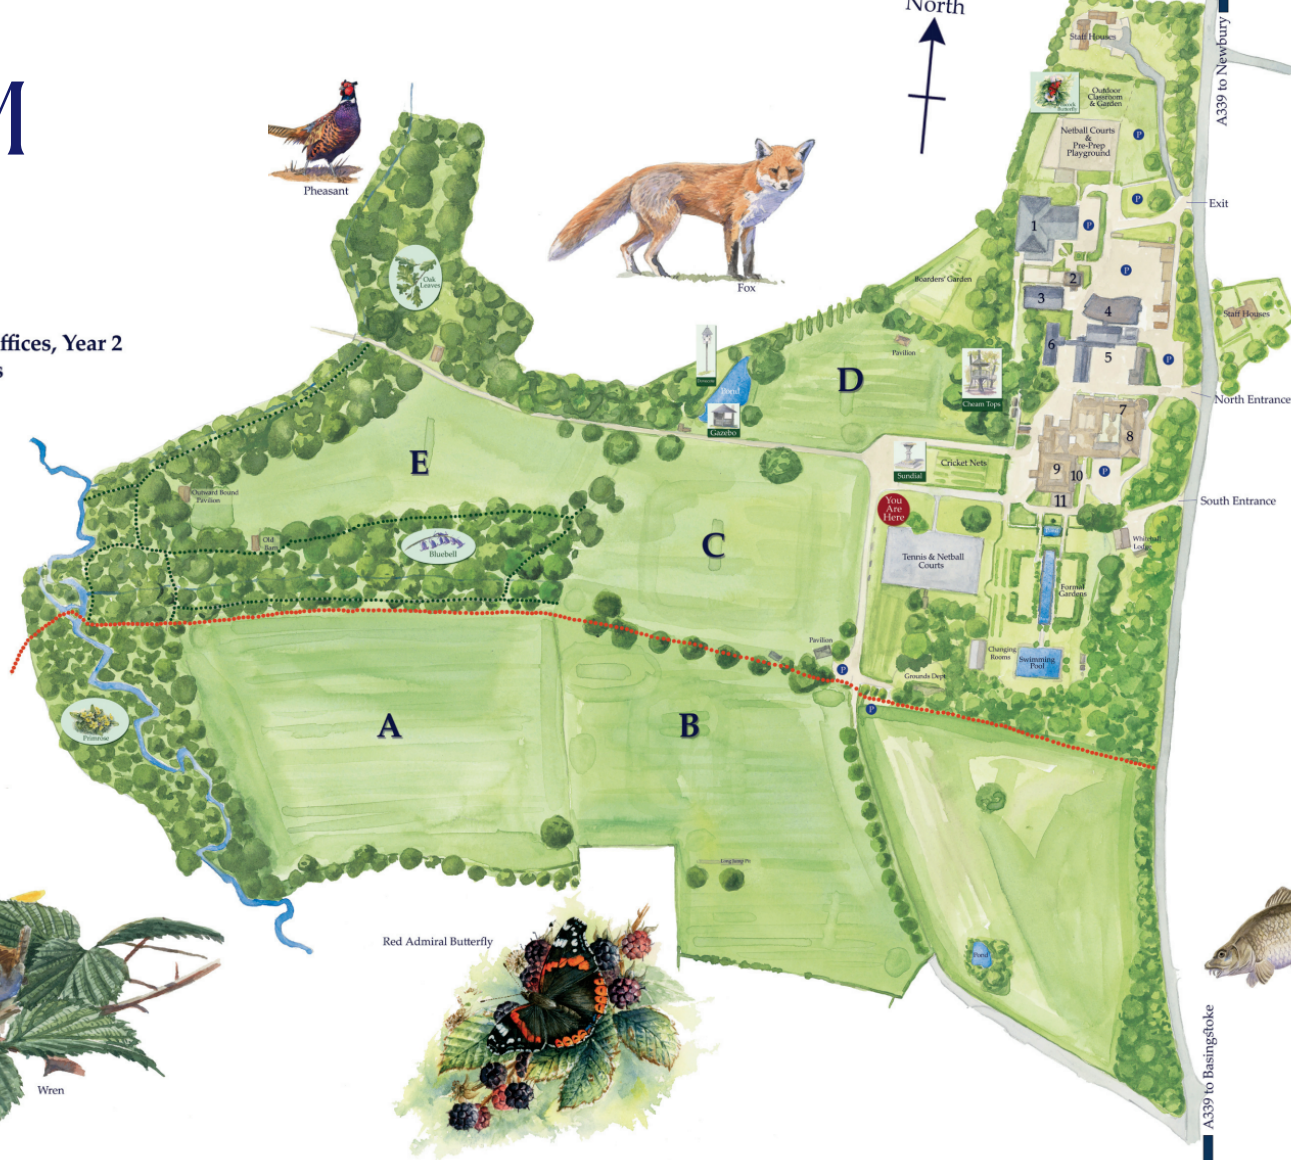 M
ffices, Year 2
s
North
A339 to Newbury
Staff Houses
Outdoor
Classroom
& Garden
Netball Courts
&
Pre-Prep
Playground
P
P
Exit
1
P
P
2
3
4
6
5
P
Staff Houses
North Entrance
Boarders' Garden
Pavilion
D
Cheam Tops
Pond
Gazebo
Pheasant
Fox
Oak
Leaves
E
Outward Bound
Pavilion
Old
Barn
Bluebell
C
Sundial
Cricket Nets
You
Are
Here
7
8
9
10
11
P
South Entrance
Tennis & Netball
Courts
Formal
Gardens
Changing
Rooms
Swimming
Pool
Grounds Dept
Pavilion
P
P
A
B
Primrose
Pond
Red Admiral Butterfly
Wren
A339 to Basingstoke